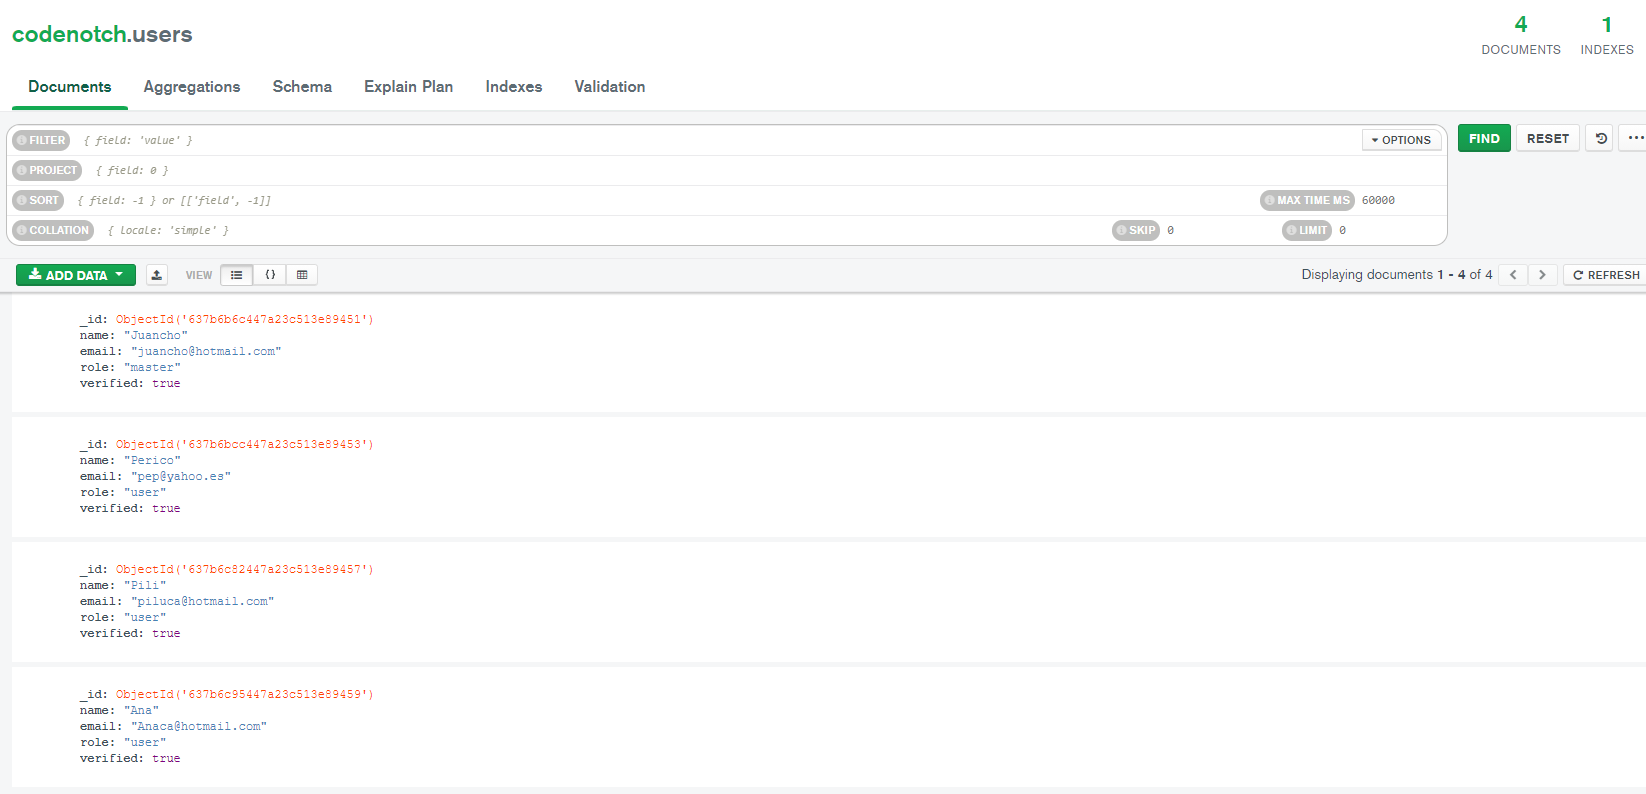 codenotch.users
4
DOCUMENTS
1
INDEXES
Documents Aggregations Schema Explain Plan Indexes Validation
FILTER { field: 'value' } OPTIONS FIND RESET ...
PROJECT { field: 0 }
SORT { field: -1 } or [['field', -1]] MAX TIME MS 60000
COLLATION { locale: 'simple' } SKIP 0 LIMIT 0
ADD DATA VIEW {} Displaying documents 1 - 4 of 4 < > REFRESH
_id: ObjectId('637b6b6c447a23c513e89451')
name: "Juancho"
email: "juancho@hotmail.com"
role: "master"
verified: true
_id: ObjectId('637b6bcc447a23c513e89453')
name: "Perico"
email: "pep@yahoo.es"
role: "user"
verified: true
_id: ObjectId('637b6c82447a23c513e89457')
name: "Pili"
email: "piluca@hotmail.com"
role: "user"
verified: true
_id: ObjectId('637b6c95447a23c513e89459')
name: "Ana"
email: "Anaca@hotmail.com"
role: "user"
verified: true